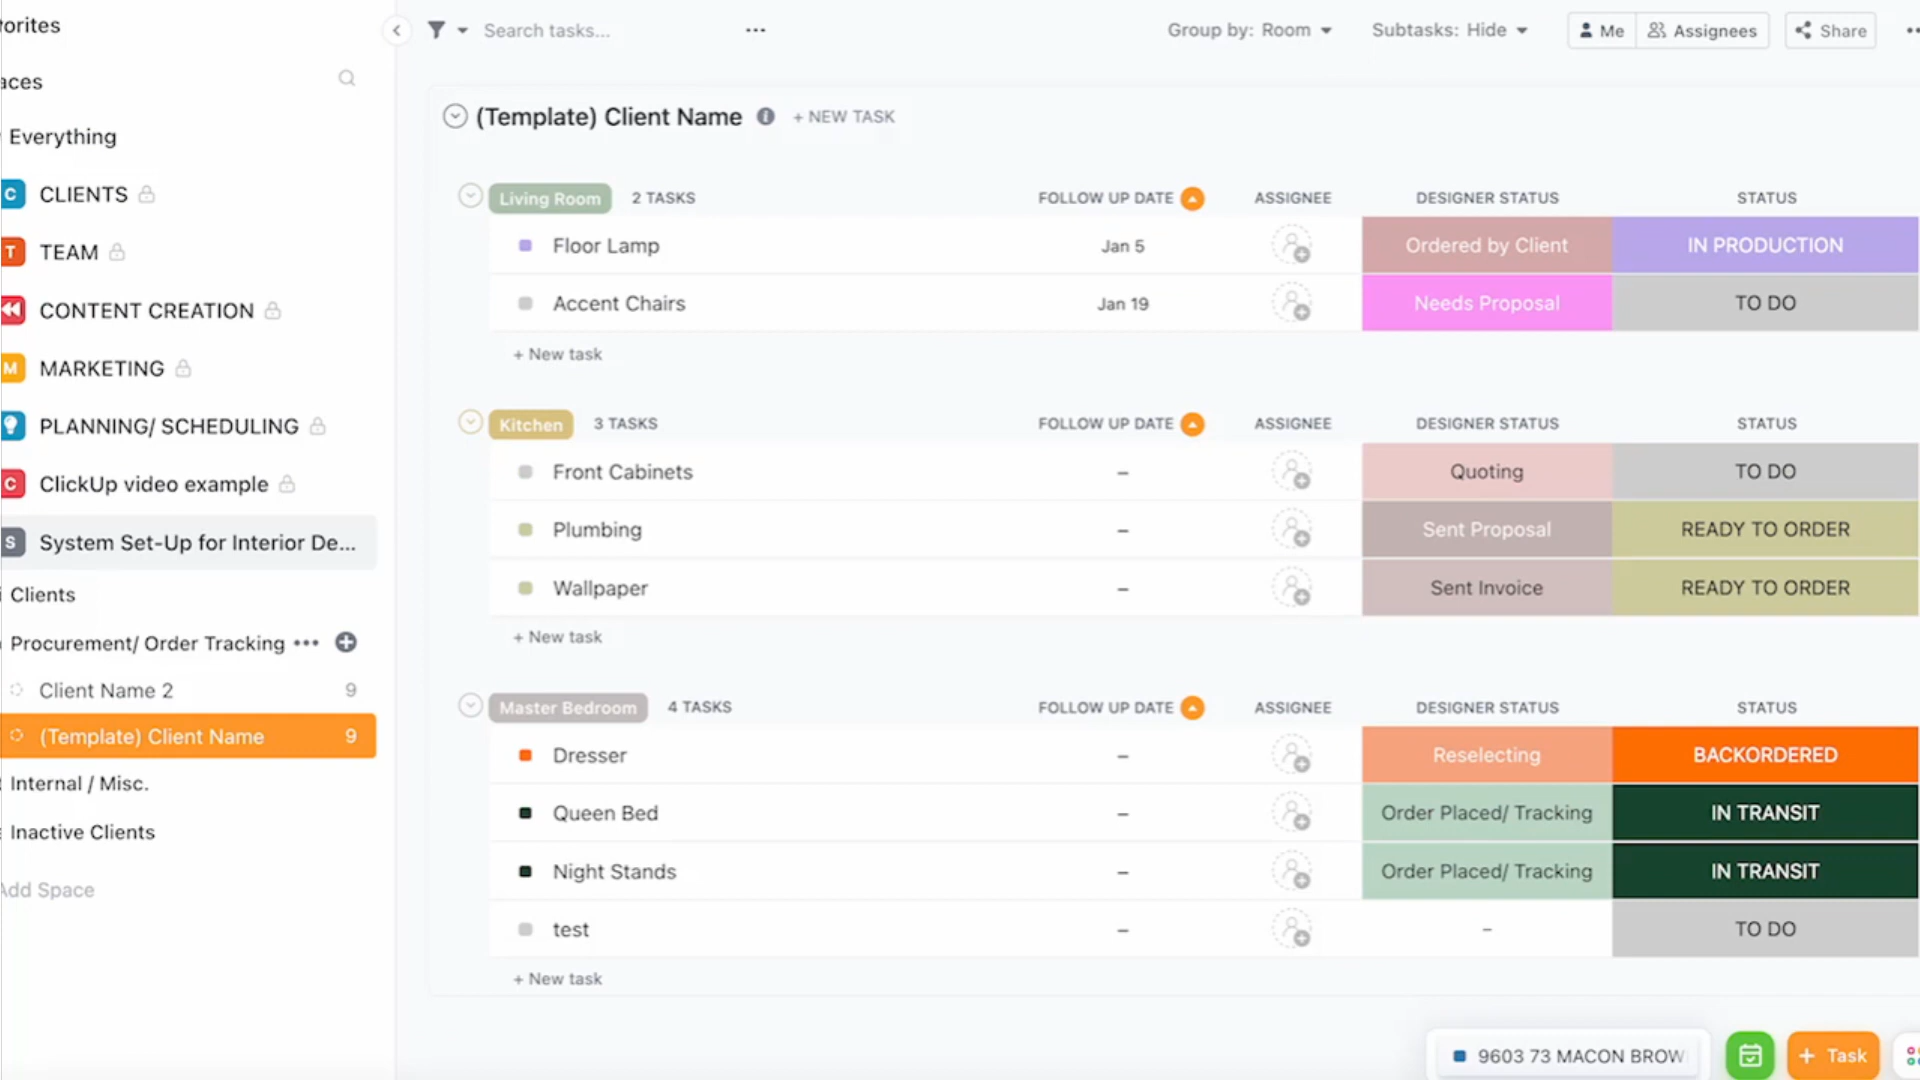 orites
aces
Everything
C CLIENTS
T TEAM
CONTENT CREATION
M MARKETING
PLANNING/ SCHEDULING
C ClickUp video example
S System Set-Up for Interior De...
Clients
Procurement/ Order Tracking
Client Name 2 9
(Template) Client Name 9
Internal / Misc.
Inactive Clients
Add Space
Search tasks...
Group by: Room
Subtasks: Hide
Me
Assignees
Share
(Template) Client Name + NEW TASK
Living Room 2 TASKS FOLLOW UP DATE ASSIGNEE DESIGNER STATUS STATUS
Floor Lamp Jan 5 Ordered by Client IN PRODUCTION
Accent Chairs Jan 19 Needs Proposal TO DO
+ New task
Kitchen 3 TASKS FOLLOW UP DATE ASSIGNEE DESIGNER STATUS STATUS
Front Cabinets – Quoting TO DO
Plumbing – Sent Proposal READY TO ORDER
Wallpaper – Sent Invoice READY TO ORDER
+ New task
Master Bedroom 4 TASKS FOLLOW UP DATE ASSIGNEE DESIGNER STATUS STATUS
Dresser – Reselecting BACKORDERED
Queen Bed – Order Placed/ Tracking IN TRANSIT
Night Stands – Order Placed/ Tracking IN TRANSIT
test – – TO DO
+ New task
9603 73 MACON BROW
+ Task